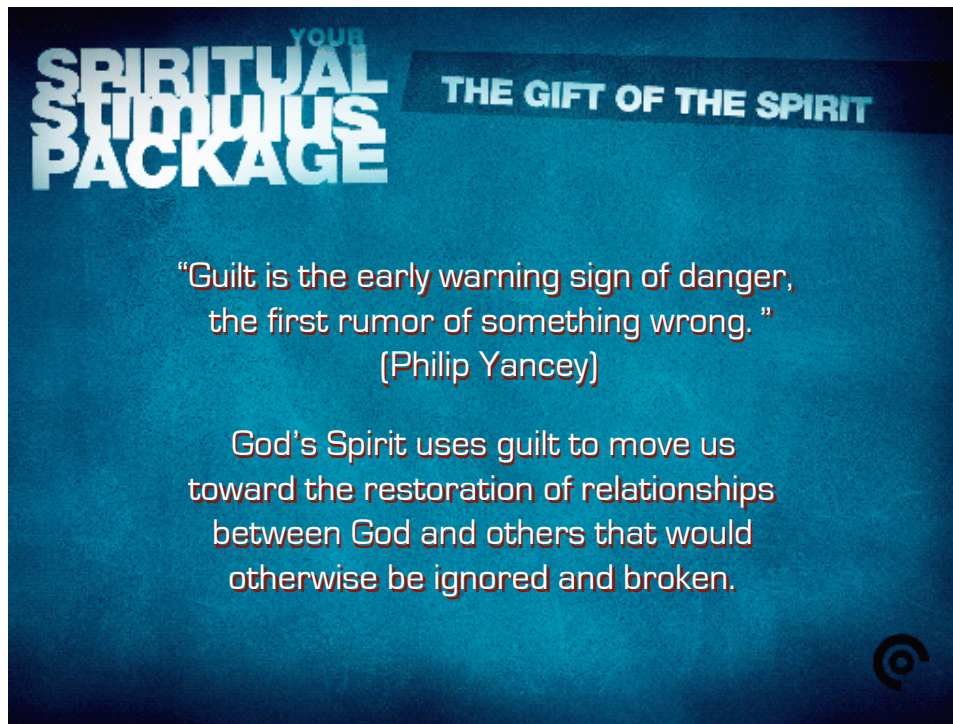 YOUR
SPIRITUAL
Stimulus
PACKAGE
THE GIFT OF THE SPIRIT
“Guilt is the early warning sign of danger,
the first rumor of something wrong. ”
(Philip Yancey)
God’s Spirit uses guilt to move us
toward the restoration of relationships
between God and others that would
otherwise be ignored and broken.